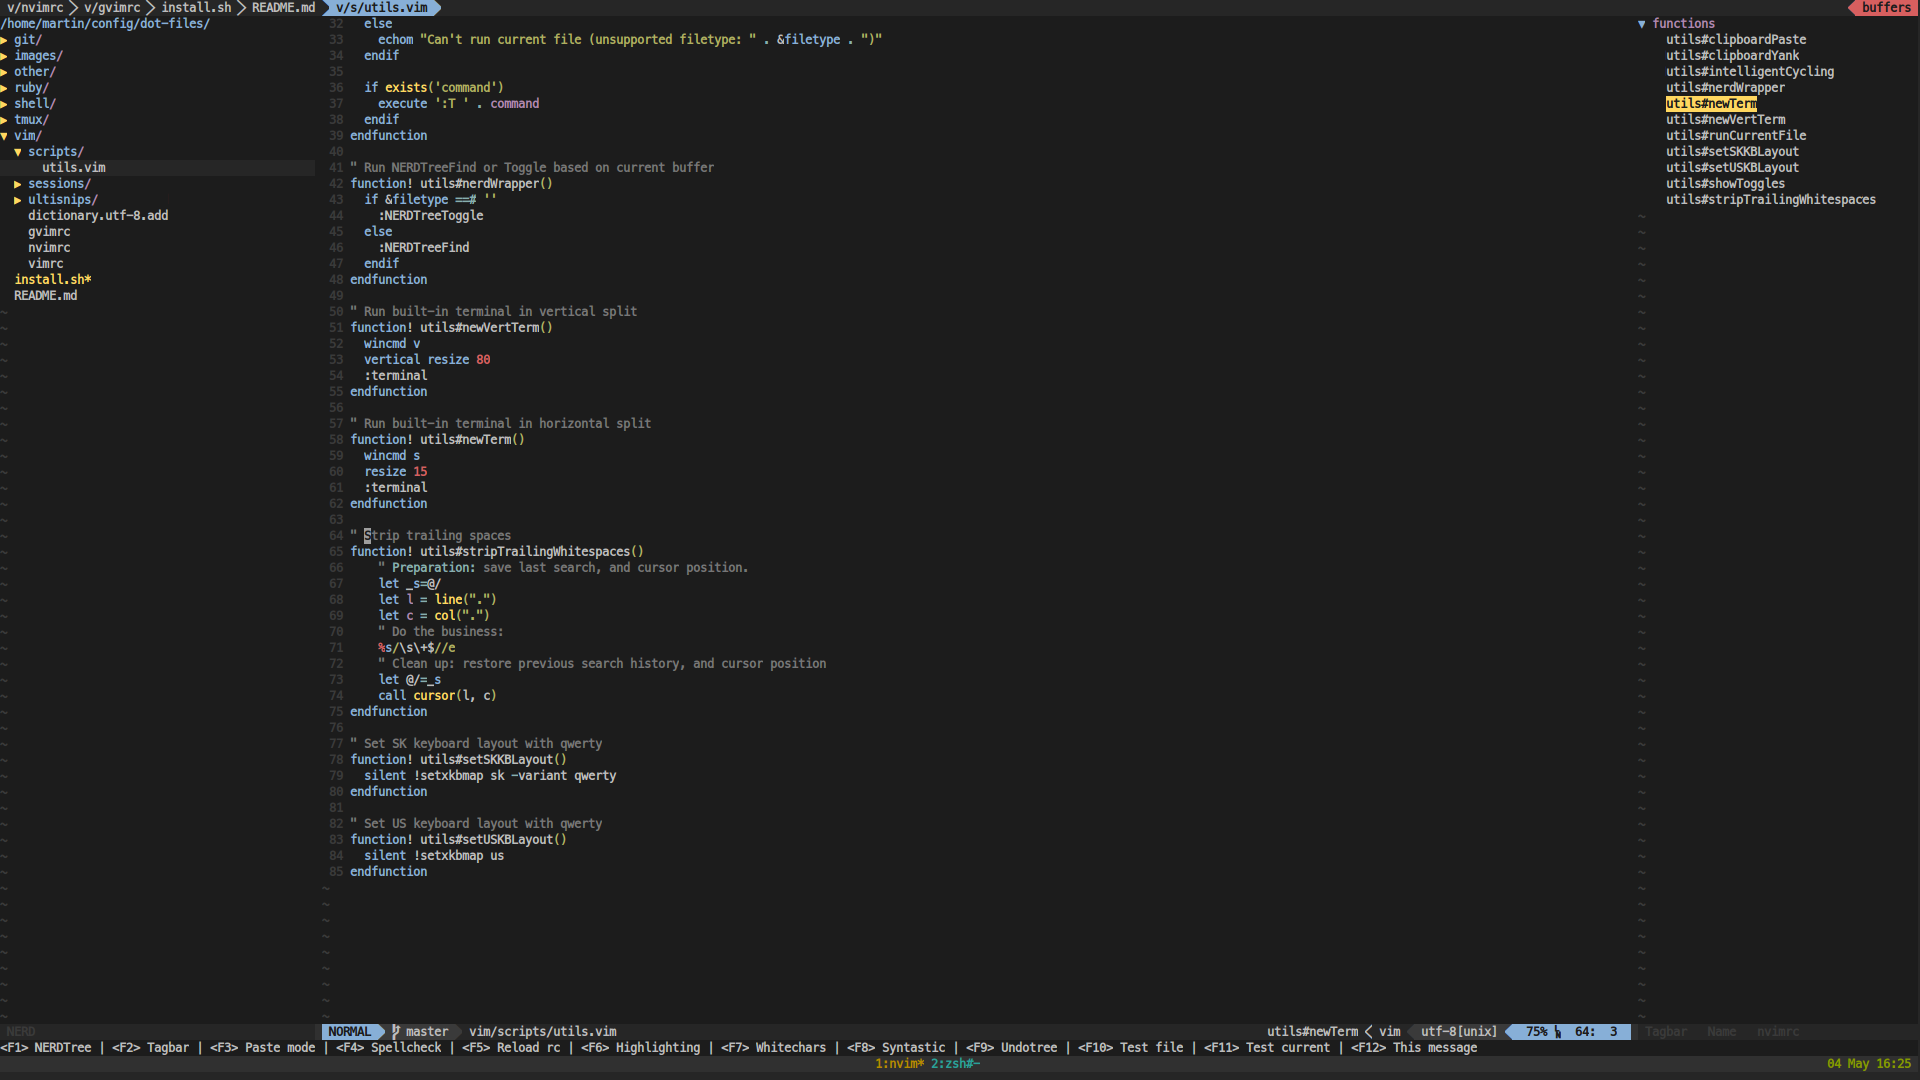 v/nvimrc v/gvimrc install.sh README.md v/s/utils.vim buffers
/home/martin/config/dot-files/
▶ git/
▶ images/
▶ other/
▶ ruby/
▶ shell/
▶ tmux/
▼ vim/
▼ scripts/
utils.vim
▶ sessions/
▶ ultisnips/
dictionary.utf-8.add
gvimrc
nvimrc
vimrc
install.sh*
README.md
32 else
33 echom "Can't run current file (unsupported filetype: " . &filetype . ")"
34 endif
35
36 if exists('command')
37 execute ':T ' . command
38 endif
39 endfunction
40
41 " Run NERDTreeFind or Toggle based on current buffer
42 function! utils#nerdWrapper()
43 if &filetype ==# ''
44 :NERDTreeToggle
45 else
46 :NERDTreeFind
47 endif
48 endfunction
49
50 " Run built-in terminal in vertical split
51 function! utils#newVertTerm()
52 wincmd v
53 vertical resize 80
54 :terminal
55 endfunction
56
57 " Run built-in terminal in horizontal split
58 function! utils#newTerm()
59 wincmd s
60 resize 15
61 :terminal
62 endfunction
63
64 " Strip trailing spaces
65 function! utils#stripTrailingWhitespaces()
66 " Preparation: save last search, and cursor position.
67 let _s=@/
68 let l = line(".")
69 let c = col(".")
70 " Do the business:
71 %s/\s\+$//e
72 " Clean up: restore previous search history, and cursor position
73 let @/=_s
74 call cursor(l, c)
75 endfunction
76
77 " Set SK keyboard layout with qwerty
78 function! utils#setSKKBLayout()
79 silent !setxkbmap sk -variant qwerty
80 endfunction
81
82 " Set US keyboard layout with qwerty
83 function! utils#setUSKBLayout()
84 silent !setxkbmap us
85 endfunction
▼ functions
utils#clipboardPaste
utils#clipboardYank
utils#intelligentCycling
utils#nerdWrapper
utils#newTerm
utils#newVertTerm
utils#runCurrentFile
utils#setSKKBLayout
utils#setUSKBLayout
utils#showToggles
utils#stripTrailingWhitespaces
NERD NORMAL master vim/scripts/utils.vim utils#newTerm vim utf-8[unix] 75% 64: 3 Tagbar Name nvimrc
<F1> NERDTree | <F2> Tagbar | <F3> Paste mode | <F4> Spellcheck | <F5> Reload rc | <F6> Highlighting | <F7> Whitechars | <F8> Syntastic | <F9> Undotree | <F10> Test file | <F11> Test current | <F12> This message
1:nvim* 2:zsh#- 04 May 16:25